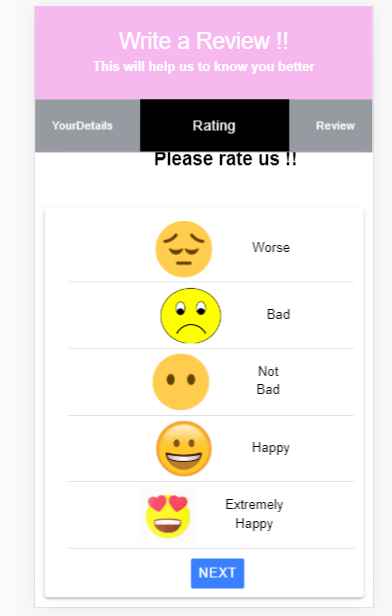 Write a Review !!
This will help us to know you better
YourDetails
Rating
Review
Please rate us !!
Worse
Bad
Not
Bad
Happy
Extremely
Happy
NEXT